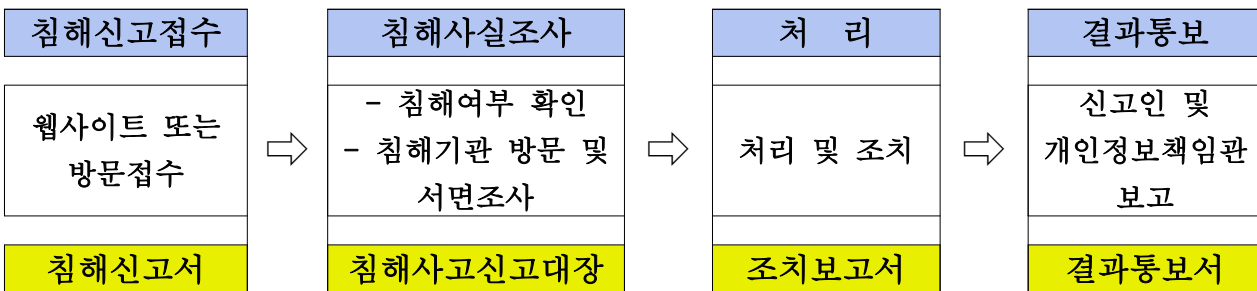 침해신고접수
웹사이트 또는
방문접수
침해신고서
침해사실조사
- 침해여부 확인
- 침해기관 방문 및
서면조사
침해사고신고대장
처 리
처리 및 조치
조치보고서
결과통보
신고인 및
개인정보책임관
보고
결과통보서